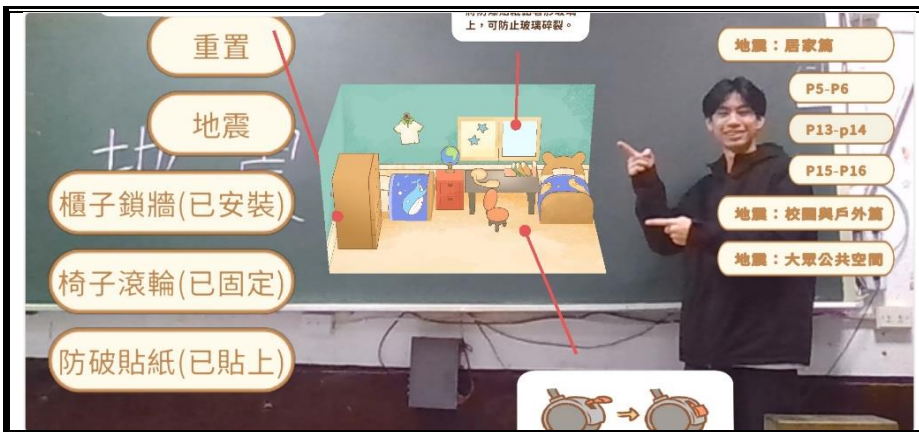 重置
地震
櫃子鎖牆(已安裝)
椅子滾輪(已固定)
防破貼紙(已貼上)
上，可防止玻璃碎裂。
地震：居家篇
P5-P6
P13-p14
P15-P16
地震：校園與戶外篇
地震：大眾公共空間